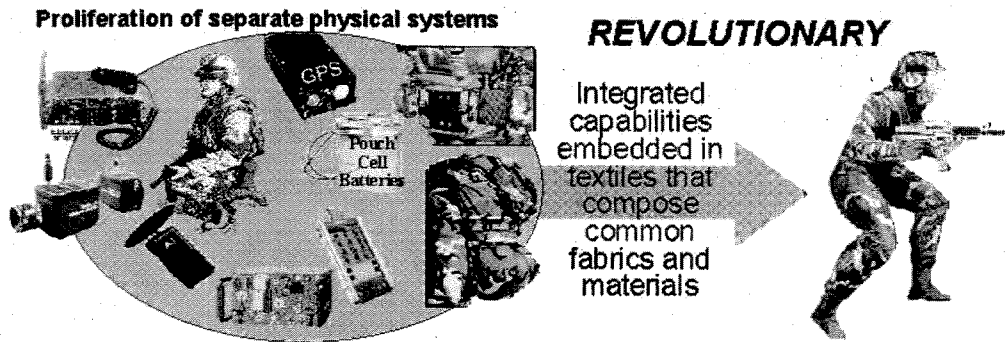 Proliferation of separate physical systems
REVOLUTIONARY
GPS
Pouch
Cell
Batteries
Integrated
capabilities
embedded in
textiles that
compose
common
fabrics and
materials